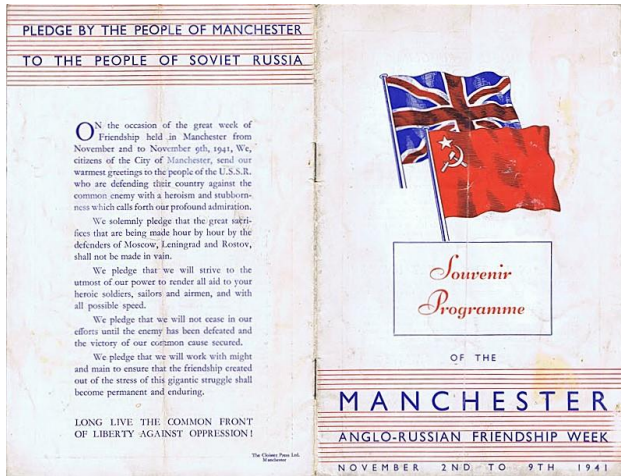 PLEDGE BY THE PEOPLE OF MANCHESTER
TO THE PEOPLE OF SOVIET RUSSIA
ON the occasion of the great week of
Friendship held in Manchester from
November 2nd to November 9th, 1941, We,
citizens of the City of Manchester, send our
warmest greetings to the people of the U.S.S.R.
who are defending their country against the
common enemy with a heroism and stubborn-
ness which calls forth our profound admiration.
We solemnly pledge that the great sacri-
fices that are being made hour by hour by the
defenders of Moscow, Leningrad and Rostov,
shall not be made in vain.
We pledge that we will strive to the
utmost of our power to render all aid to your
heroic soldiers, sailors and airmen, and with
all possible speed.
We pledge that we will not cease in our
efforts until the enemy has been defeated and
the victory of our common cause secured.
We pledge that we will work with might
and main to ensure that the friendship created
out of the stress of this gigantic struggle shall
become permanent and enduring.
LONG LIVE THE COMMON FRONT
OF LIBERTY AGAINST OPPRESSION!
The Cloister Press Ltd.
Manchester
Souvenir
Programme
OF THE
MANCHESTER
ANGLO-RUSSIAN FRIENDSHIP WEEK
NOVEMBER 2ND TO 9TH 1941